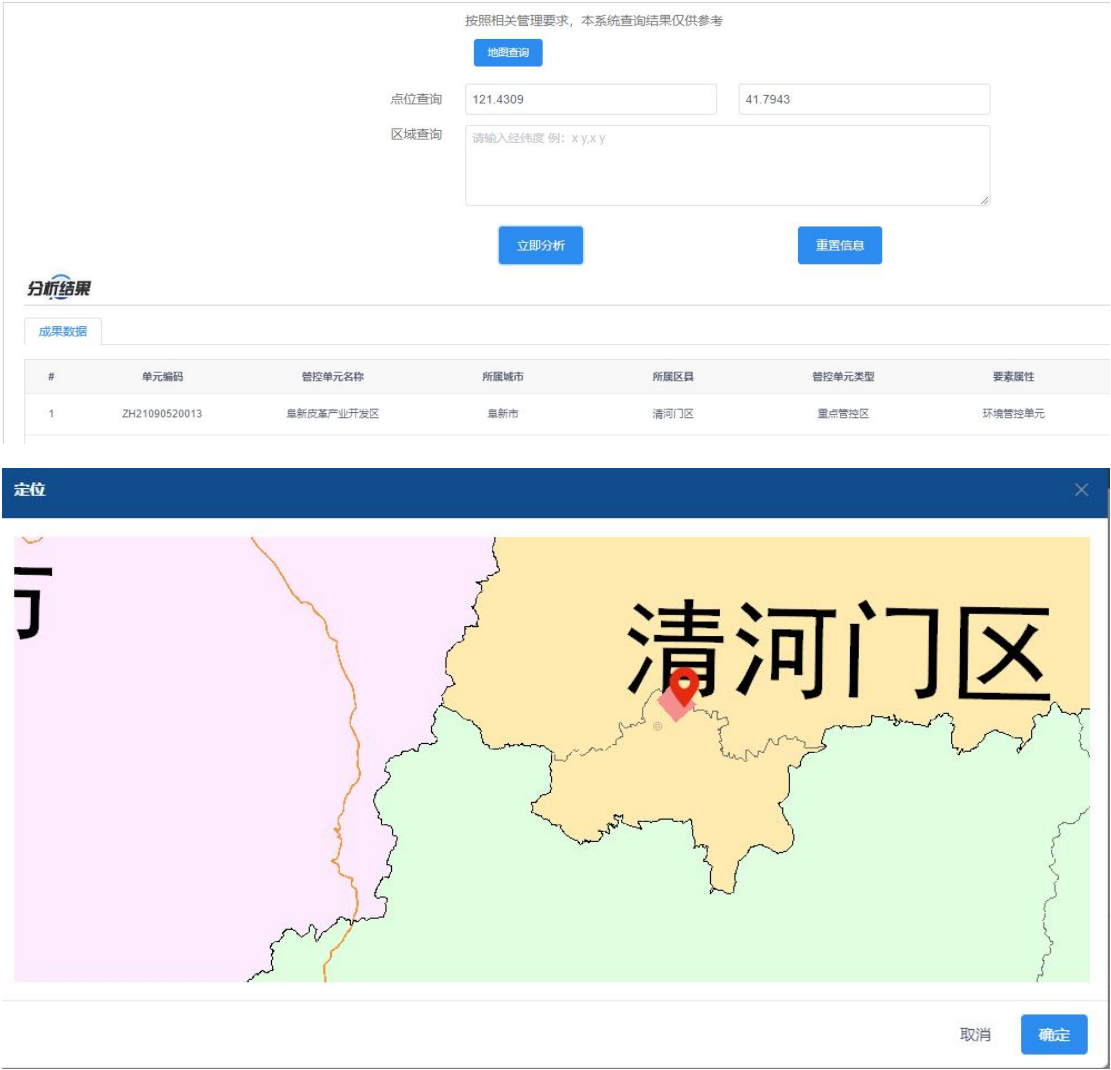 按照相关管理要求，本系统查询结果仅供参考
地图查询
点位查询 121.4309 41.7943
区域查询 请输入经纬度 例：x y,x y
立即分析 重置信息
分析结果
成果数据
# 单元编码 管控单元名称 所属城市 所属区县 管控单元类型 要素属性
1 ZH21090520013 阜新皮革产业开发区 阜新市 清河门区 重点管控区 环境管控单元
定位
清河门区
取消 确定